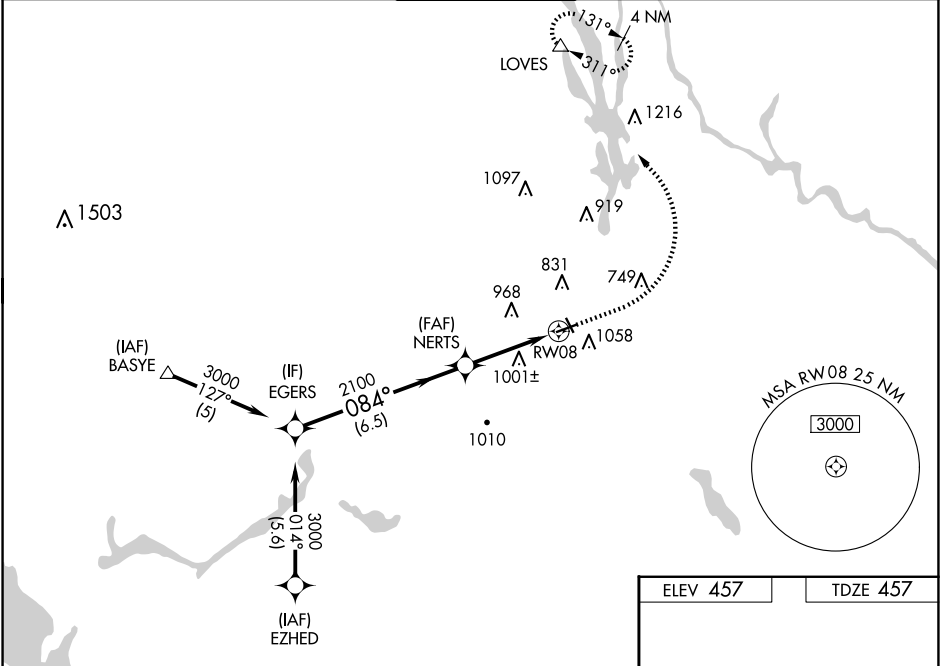 131°
4 NM
LOVES
311°
1216
1097
1503
919
831
749
968
(FAF)
NERTS
RW08
1058
1001±
(IAF)
BASYE
3000
127°
(5)
(IF)
EGERS
2100
084°
(6.5)
1010
MSA RW08 25 NM
3000
3000
014°
(5.6)
(IAF)
EZHED
ELEV 457
TDZE 457